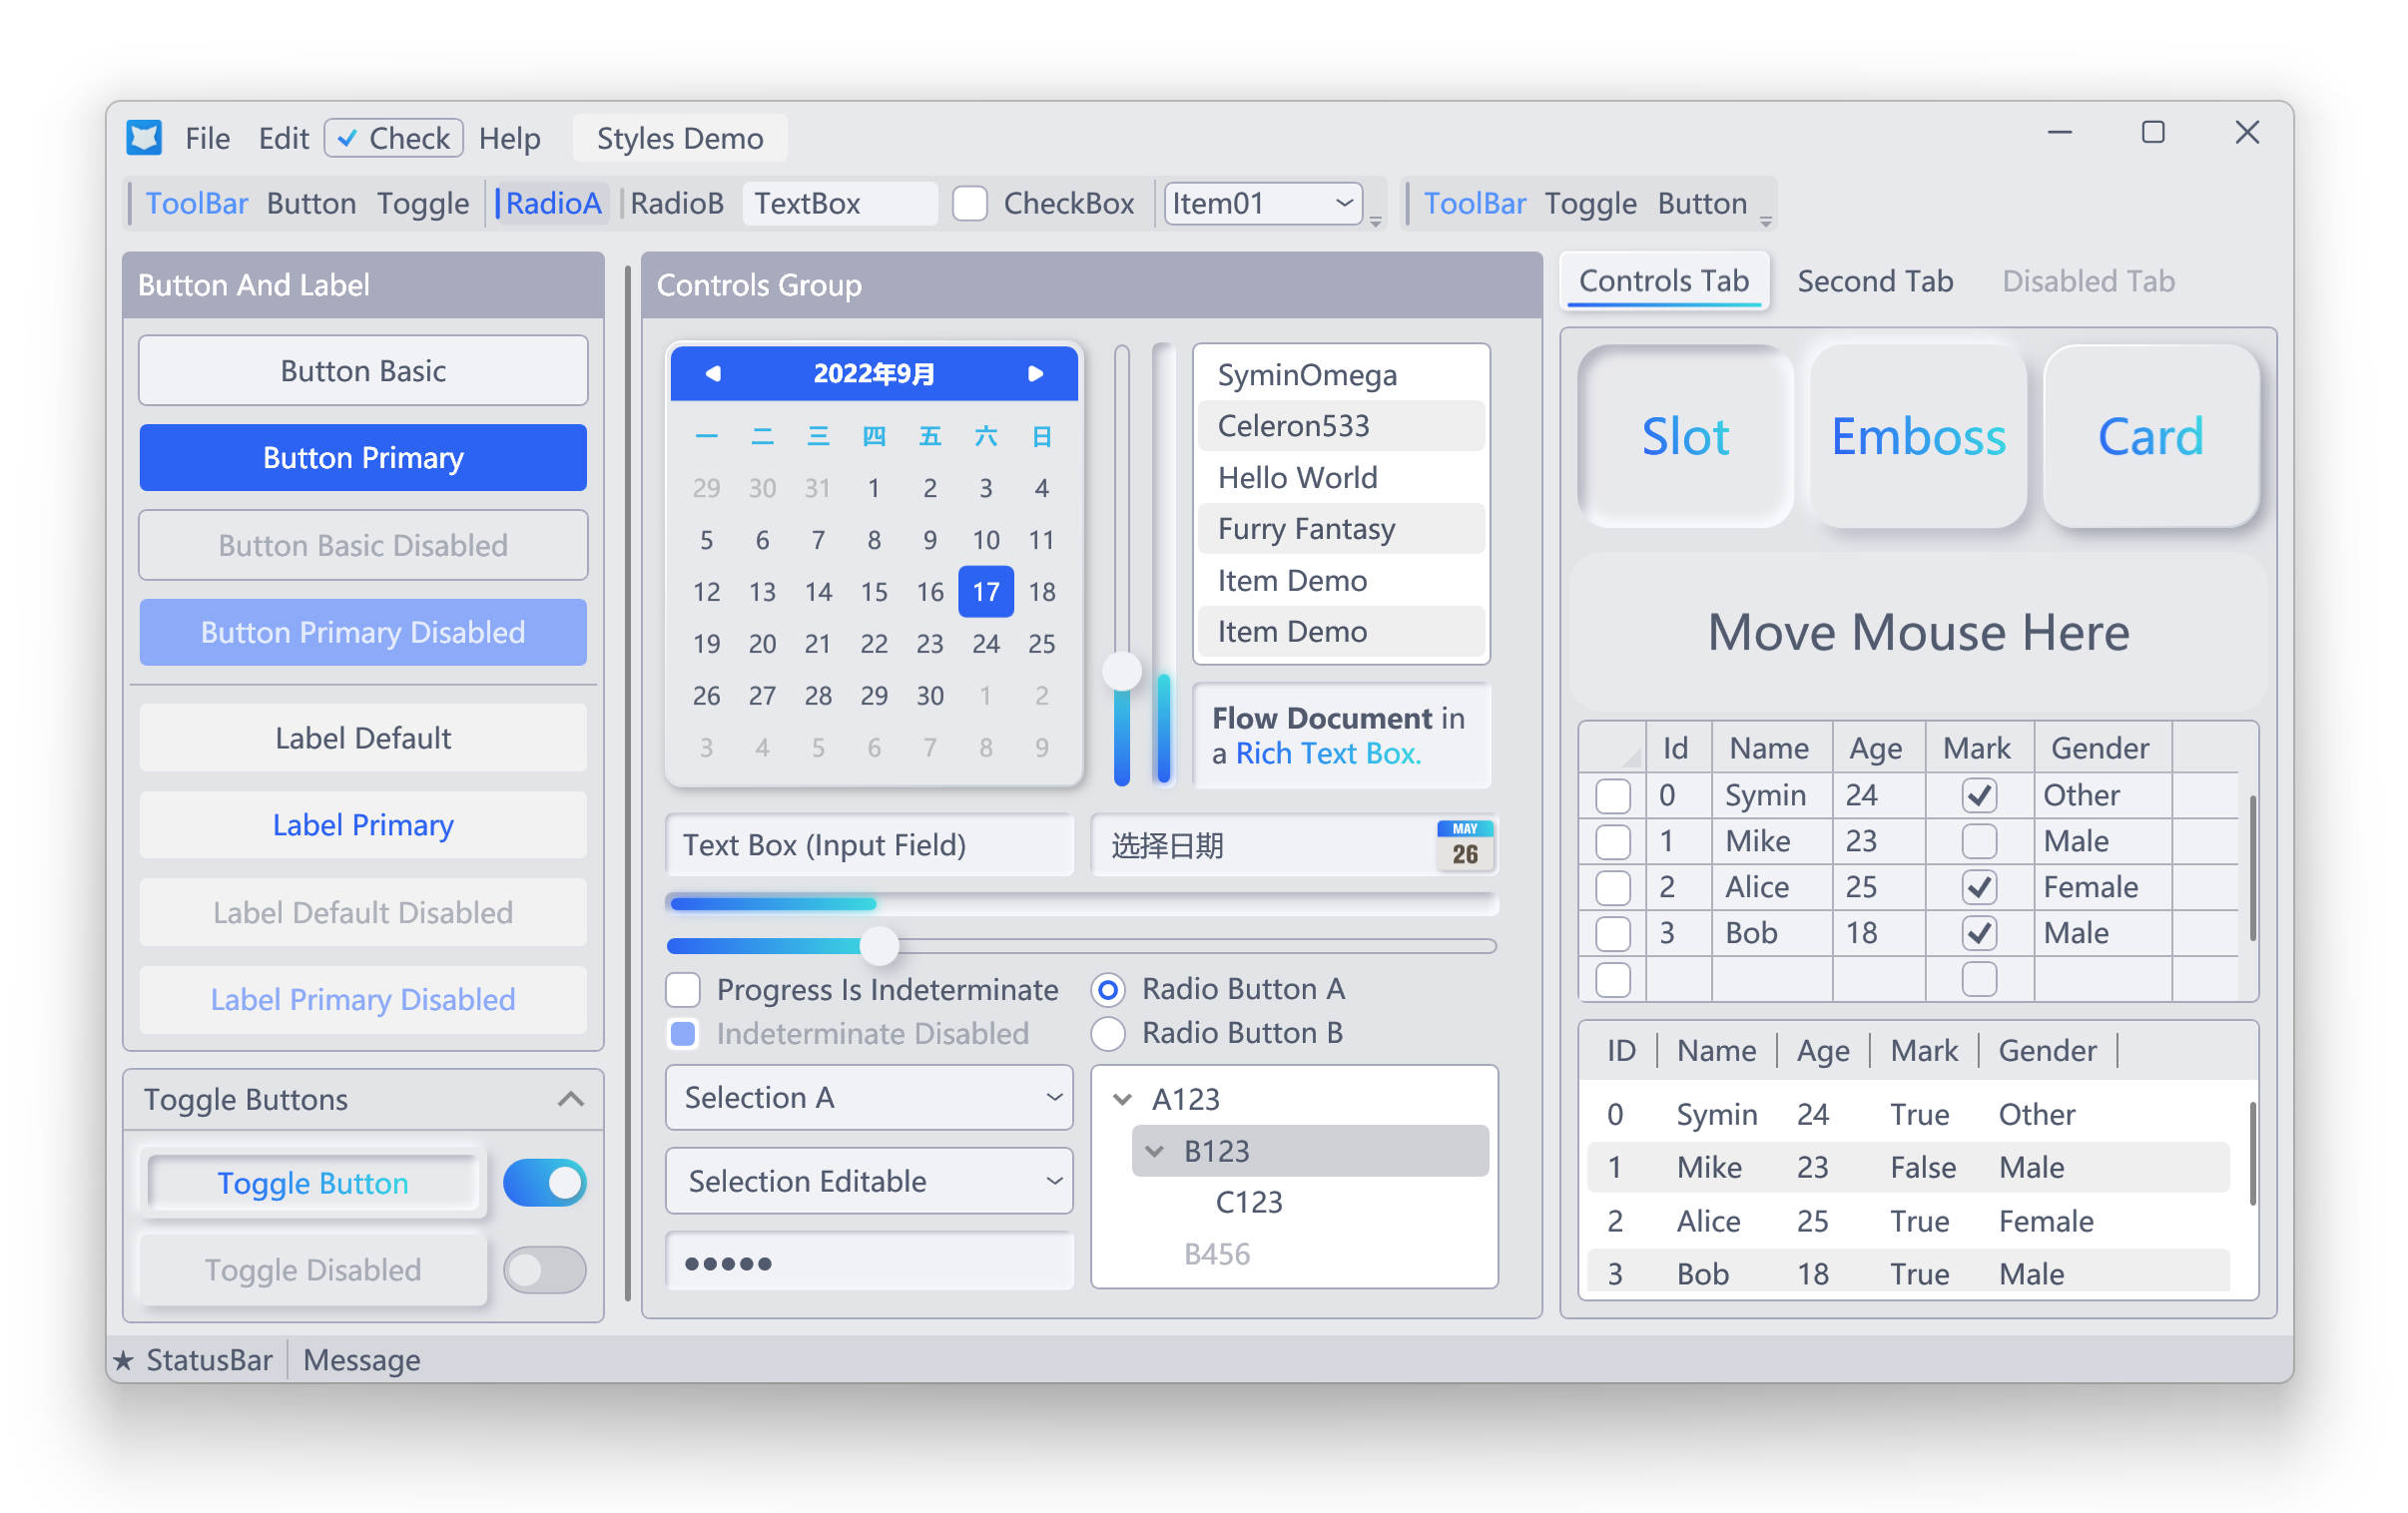 File Edit Check Help Styles Demo
ToolBar Button Toggle RadioA RadioB TextBox CheckBox Item01 ToolBar Toggle Button
Button And Label
Button Basic
Button Primary
Button Basic Disabled
Button Primary Disabled
Label Default
Label Primary
Label Default Disabled
Label Primary Disabled
Toggle Buttons
Toggle Button
Toggle Disabled
Controls Group
2022年9月
一 二 三 四 五 六 日
29 30 31 1 2 3 4
5 6 7 8 9 10 11
12 13 14 15 16 17 18
19 20 21 22 23 24 25
26 27 28 29 30 1 2
3 4 5 6 7 8 9
SyminOmega
Celeron533
Hello World
Furry Fantasy
Item Demo
Item Demo
Flow Document in
a Rich Text Box.
Text Box (Input Field)
选择日期
MAY
26
Progress Is Indeterminate
Indeterminate Disabled
Radio Button A
Radio Button B
Selection A
Selection Editable
●●●●●
A123
B123
C123
B456
Controls Tab Second Tab Disabled Tab
Slot Emboss Card
Move Mouse Here
Id Name Age Mark Gender
0 Symin 24 Other
1 Mike 23 Male
2 Alice 25 Female
3 Bob 18 Male
ID Name Age Mark Gender
0 Symin 24 True Other
1 Mike 23 False Male
2 Alice 25 True Female
3 Bob 18 True Male
★ StatusBar Message